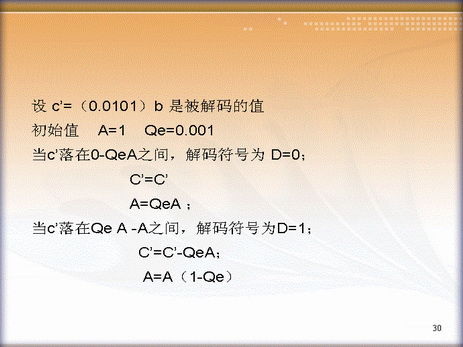 设 c'=（0.0101）b 是被解码的值
初始值 A=1 Qe=0.001
当c'落在0-QeA之间，解码符号为 D=0；
C'=C'
A=QeA ；
当c'落在Qe A -A之间，解码符号为D=1；
C'=C'-QeA；
A=A（1-Qe）
30